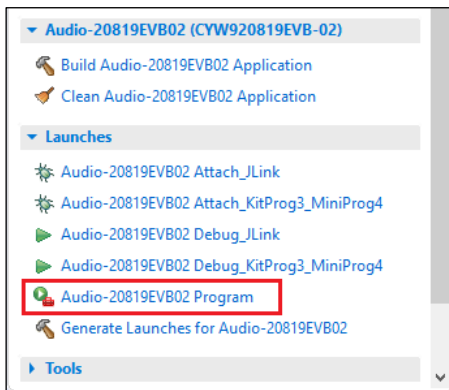 Audio-20819EVB02 (CYW920819EVB-02)
Build Audio-20819EVB02 Application
Clean Audio-20819EVB02 Application
Launches
Audio-20819EVB02 Attach_JLink
Audio-20819EVB02 Attach_KitProg3_MiniProg4
Audio-20819EVB02 Debug_JLink
Audio-20819EVB02 Debug_KitProg3_MiniProg4
Audio-20819EVB02 Program
Generate Launches for Audio-20819EVB02
Tools